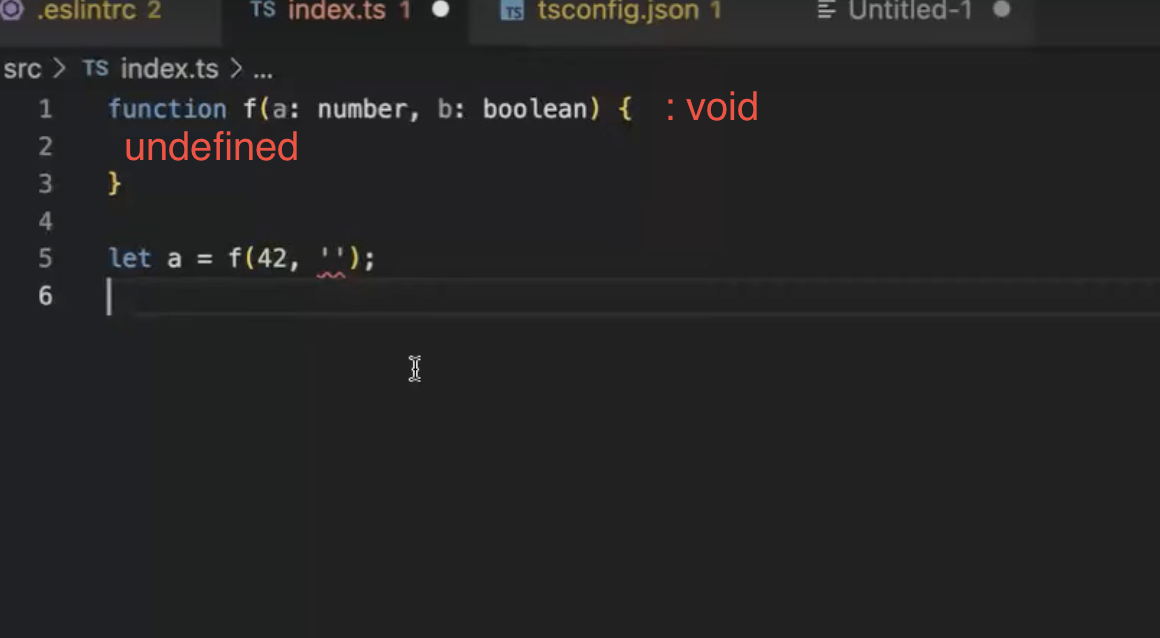 .eslintrc 2 TS index.ts 1 TS tsconfig.json 1 Untitled-1
src > TS index.ts > ...
1 function f(a: number, b: boolean) { : void
2 undefined
3 }
4
5 let a = f(42, '');
6